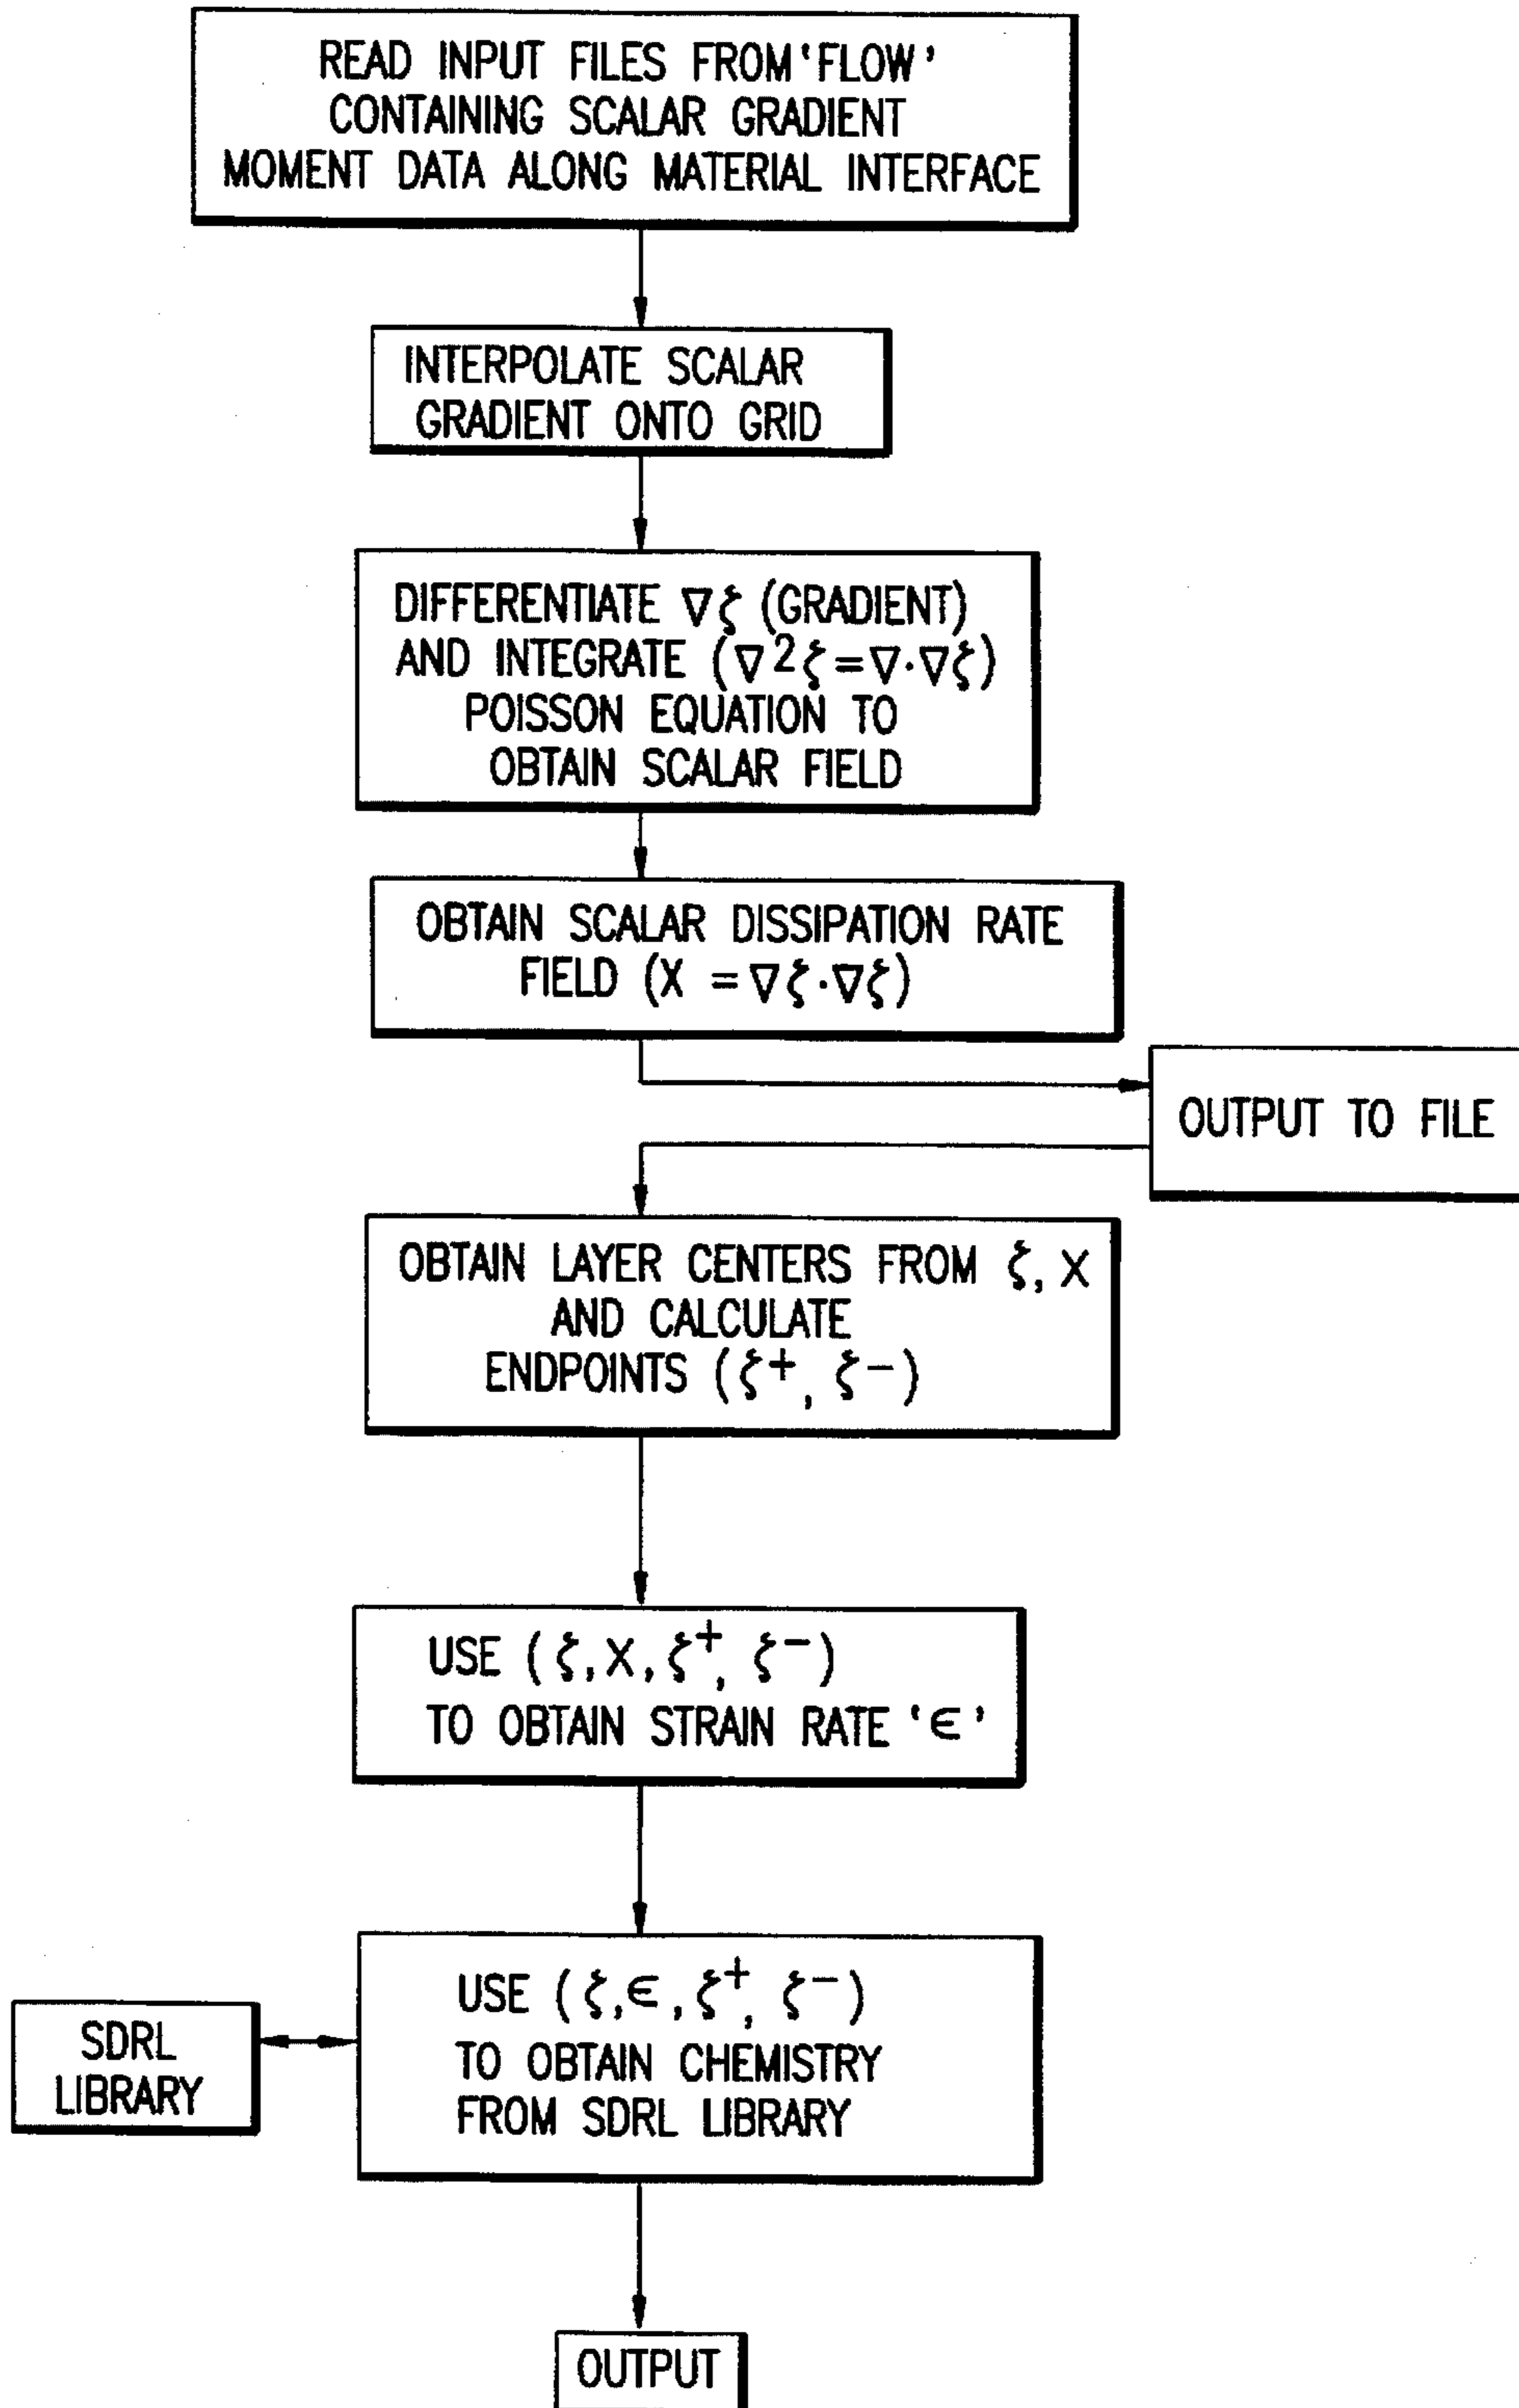 READ INPUT FILES FROM 'FLOW'
CONTAINING SCALAR GRADIENT
MOMENT DATA ALONG MATERIAL INTERFACE
INTERPOLATE SCALAR
GRADIENT ONTO GRID
DIFFERENTIATE ∇ζ (GRADIENT)
AND INTEGRATE (∇2ζ=∇·∇ζ)
POISSON EQUATION TO
OBTAIN SCALAR FIELD
OBTAIN SCALAR DISSIPATION RATE
FIELD (X =∇ζ·∇ζ)
OUTPUT TO FILE
OBTAIN LAYER CENTERS FROM ζ, X
AND CALCULATE
ENDPOINTS (ζ+, ζ−)
USE (ζ,X,ζ+, ζ−)
TO OBTAIN STRAIN RATE 'ϵ'
USE (ζ,ϵ,ζ+, ζ−)
TO OBTAIN CHEMISTRY
FROM SDRL LIBRARY
SDRL
LIBRARY
OUTPUT